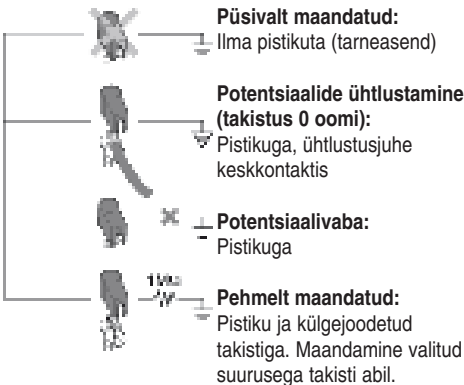 Püsivalt maandatud:
Ilma pistikuta (tarneasend)
Potentsiaalide ühtlustamine
(takistus 0 oomi):
Pistikuga, ühtlustusjuhe
keskkontaktis
Potentsiaalivaba:
Pistikuga
Pehmelt maandatud:
Pistiku ja külgejoodetud
takistiga. Maandamine valitud
suurusega takisti abil.